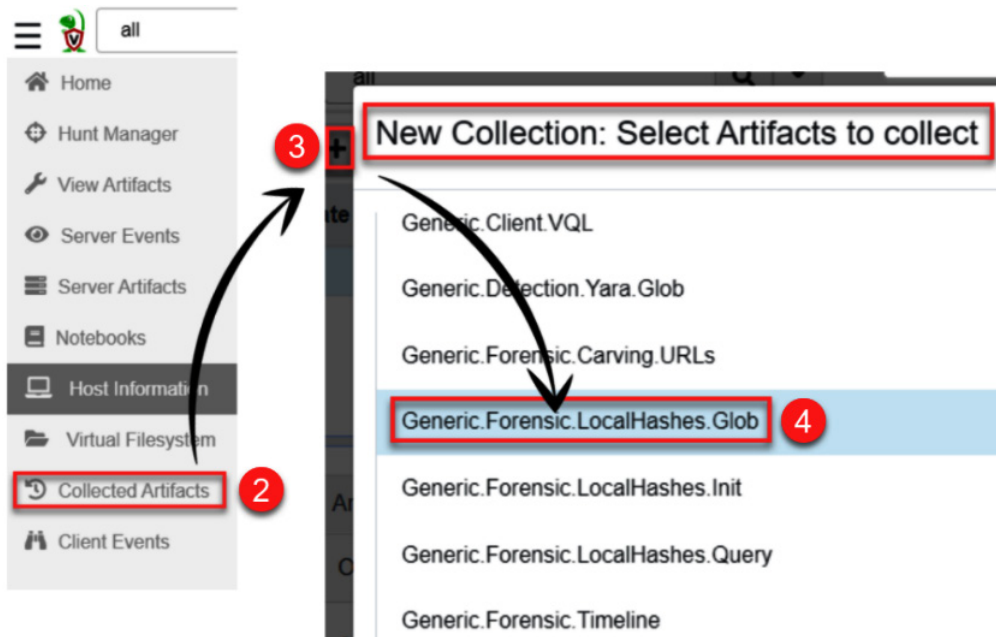 all
Home
Hunt Manager
View Artifacts
Server Events
Server Artifacts
Notebooks
Host Information
Virtual Filesystem
2
Collected Artifacts
Client Events
all
3
+
New Collection: Select Artifacts to collect
ate
Generic.Client.VQL
Generic.Detection.Yara.Glob
Generic.Forensic.Carving.URLs
Generic.Forensic.LocalHashes.Glob
4
Generic.Forensic.LocalHashes.Init
Ar
Generic.Forensic.LocalHashes.Query
C
Generic.Forensic.Timeline